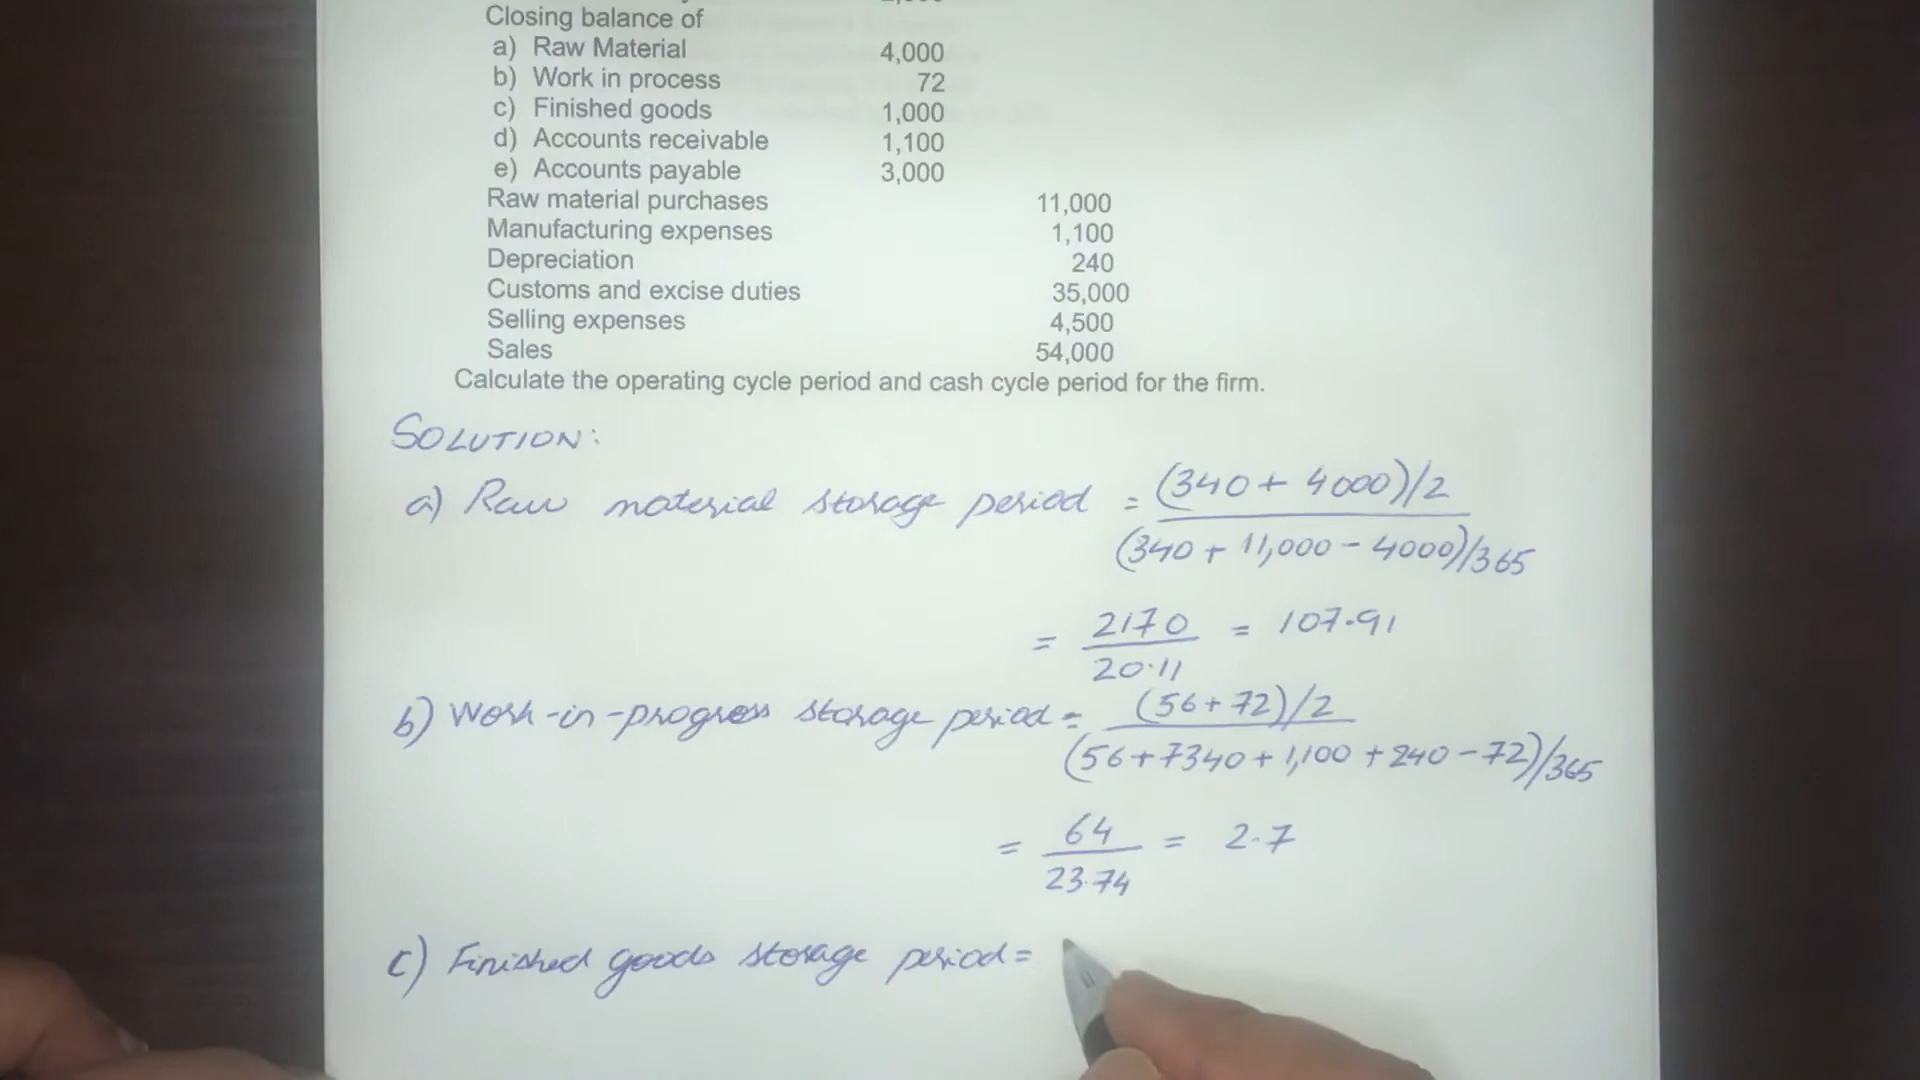 Closing balance of
a) Raw Material 4,000
b) Work in process 72
c) Finished goods 1,000
d) Accounts receivable 1,100
e) Accounts payable 3,000
Raw material purchases 11,000
Manufacturing expenses 1,100
Depreciation 240
Customs and excise duties 35,000
Selling expenses 4,500
Sales 54,000
Calculate the operating cycle period and cash cycle period for the firm.
SOLUTION:
a) Raw material storage period = (340 + 4000)/2
(340 + 11,000 - 4000)/365
= 2170 = 107.91
20.11
b) Work-in-progress storage period = (56 + 72)/2
(56 + 7340 + 1,100 + 240 - 72)/365
= 64 = 2.7
23.74
c) Finished goods storage period =